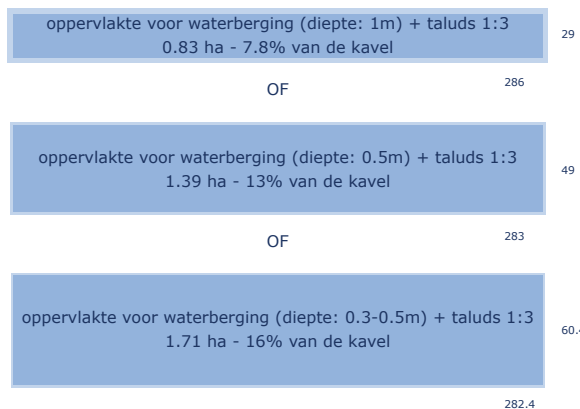 oppervlakte voor waterberging (diepte: 1m) + taluds 1:3
0.83 ha - 7.8% van de kavel
29
286
OF
oppervlakte voor waterberging (diepte: 0.5m) + taluds 1:3
1.39 ha - 13% van de kavel
49
283
OF
oppervlakte voor waterberging (diepte: 0.3-0.5m) + taluds 1:3
1.71 ha - 16% van de kavel
60.4
282.4